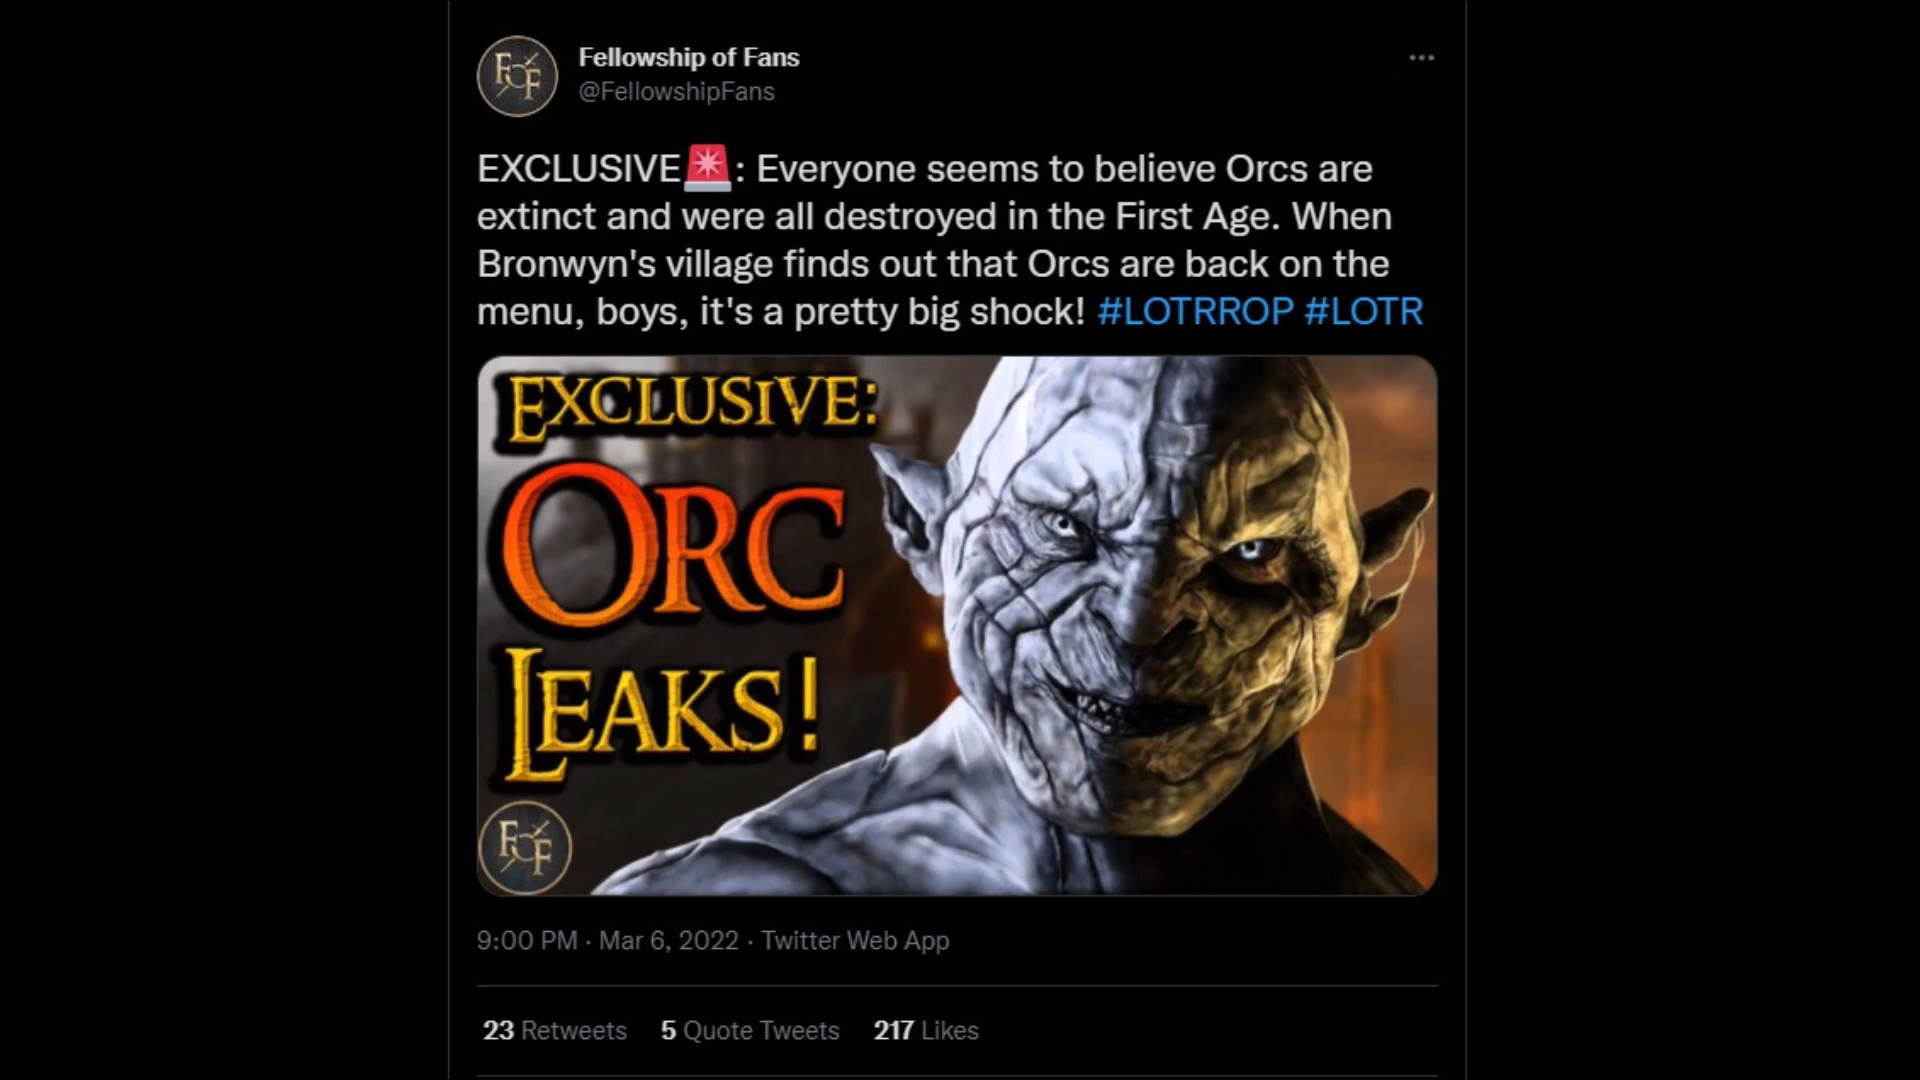 Fellowship of Fans
@FellowshipFans
EXCLUSIVE🚨: Everyone seems to believe Orcs are
extinct and were all destroyed in the First Age. When
Bronwyn's village finds out that Orcs are back on the
menu, boys, it's a pretty big shock! #LOTRROP #LOTR
EXCLUSIVE:
ORC
LEAKS!
FOF
9:00 PM · Mar 6, 2022 · Twitter Web App
23 Retweets 5 Quote Tweets 217 Likes